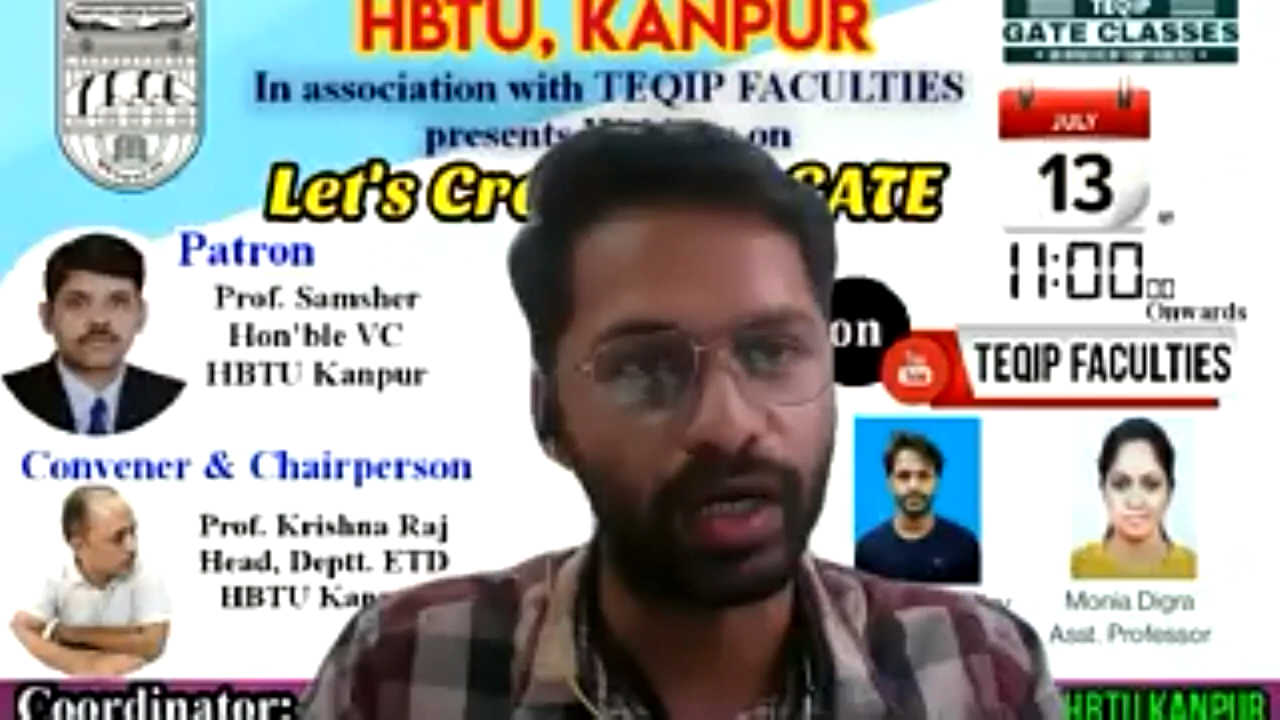 HBTU, KANPUR
In association with TEQIP FACULTIES
presents on
Let's GATE
TEQIP
GATE CLASSES
JULY
13
11:00
Onwards
on
TEQIP FACULTIES
Patron
Prof. Samsher
Hon'ble VC
HBTU Kanpur
Convener & Chairperson
Prof. Krishna Raj
Head, Deptt. ETD
HBTU
Monia Digra
Asst. Professor
Coordinator:
HBTU KANPUR